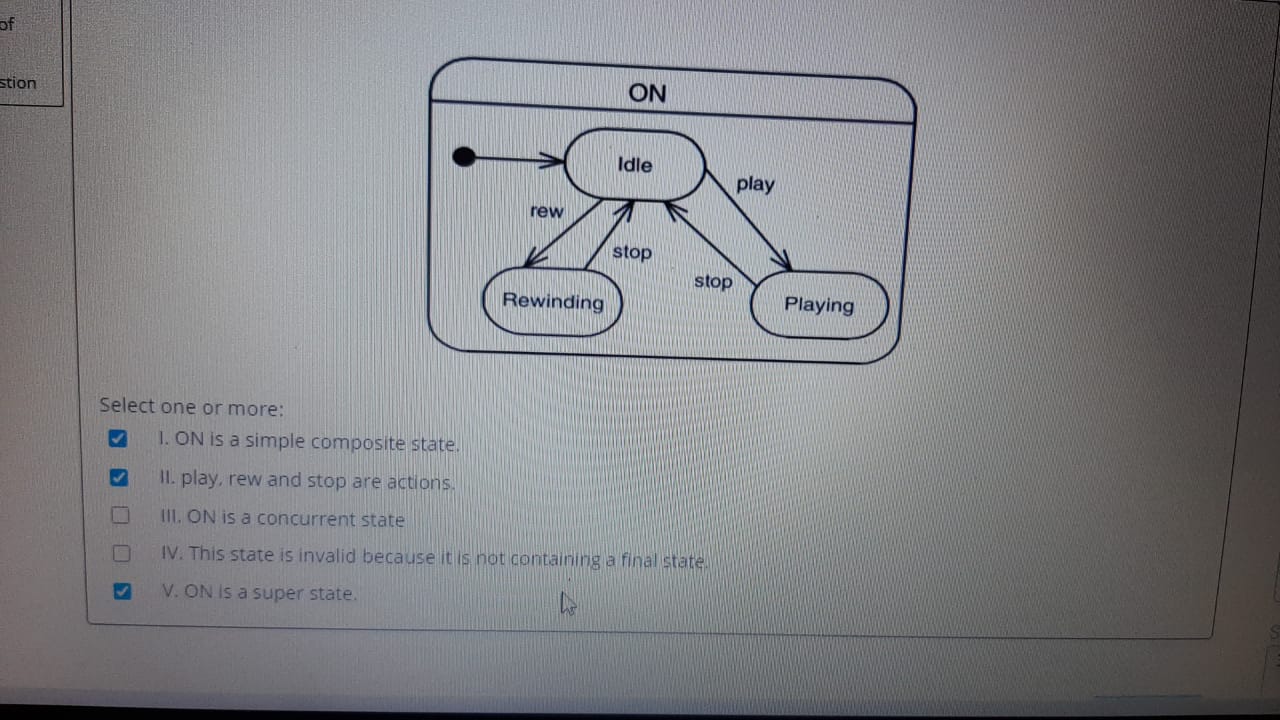 of
stion
ON
Idle
play
rew
stop
stop
Rewinding
Playing
Select one or more:
I. ON is a simple composite state.
II. play, rew and stop are actions.
III. ON is a concurrent state
IV. This state is invalid because it is not containing a final state.
V. ON is a super state.